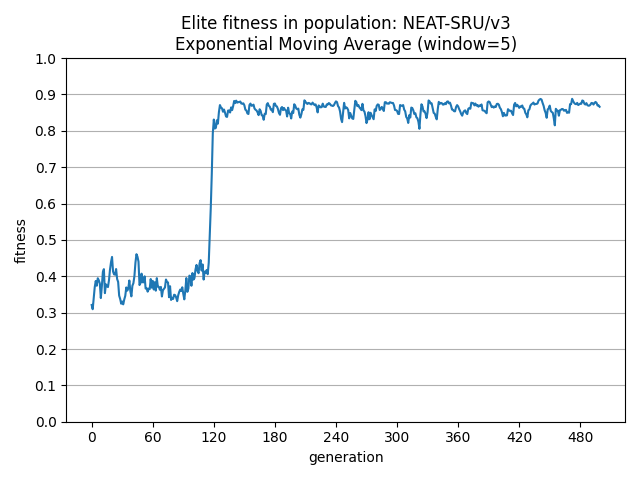 Elite fitness in population: NEAT-SRU/v3
Exponential Moving Average (window=5)
1.0
0.9
0.8
0.7
0.6
0.5
0.4
0.3
0.2
0.1
0.0
fitness
0 60 120 180 240 300 360 420 480
generation